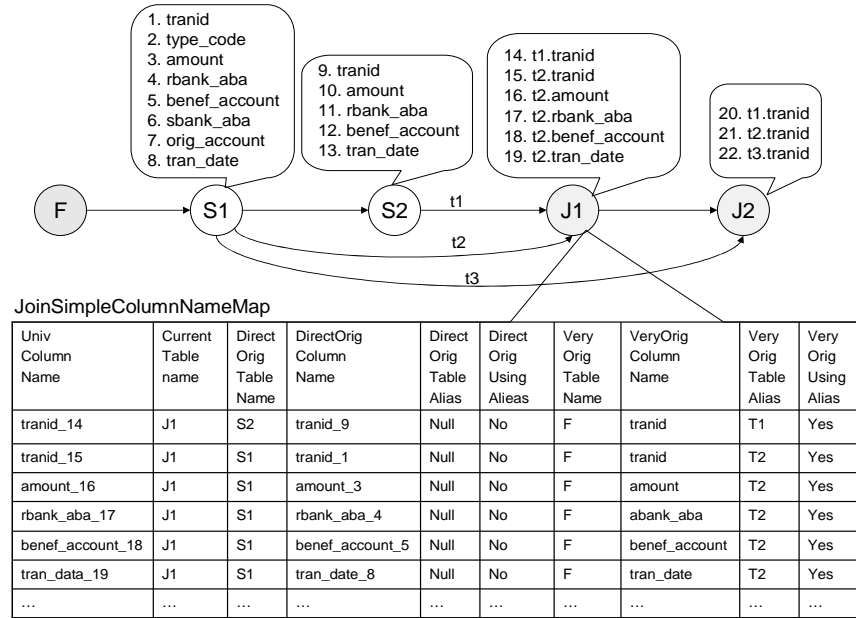 1. tranid
2. type_code
3. amount
4. rbank_aba
5. benef_account
6. sbank_aba
7. orig_account
8. tran_date
9. tranid
10. amount
11. rbank_aba
12. benef_account
13. tran_date
14. t1.tranid
15. t2.tranid
16. t2.amount
17. t2.rbank_aba
18. t2.benef_account
19. t2.tran_date
20. t1.tranid
21. t2.tranid
22. t3.tranid
F
S1
S2
t1
J1
J2
t2
t3
JoinSimpleColumnNameMap
Univ Column Name | Current Table name | Direct Orig Table Name | DirectOrig Column Name | Direct Orig Table Alias | Direct Orig Using Alieas | Very Orig Table Name | VeryOrig Column Name | Very Orig Table Alias | Very Orig Using Alias
tranid_14 | J1 | S2 | tranid_9 | Null | No | F | tranid | T1 | Yes
tranid_15 | J1 | S1 | tranid_1 | Null | No | F | tranid | T2 | Yes
amount_16 | J1 | S1 | amount_3 | Null | No | F | amount | T2 | Yes
rbank_aba_17 | J1 | S1 | rbank_aba_4 | Null | No | F | abank_aba | T2 | Yes
benef_account_18 | J1 | S1 | benef_account_5 | Null | No | F | benef_account | T2 | Yes
tran_data_19 | J1 | S1 | tran_date_8 | Null | No | F | tran_date | T2 | Yes
… | … | … | … | … | … | … | … | … | …